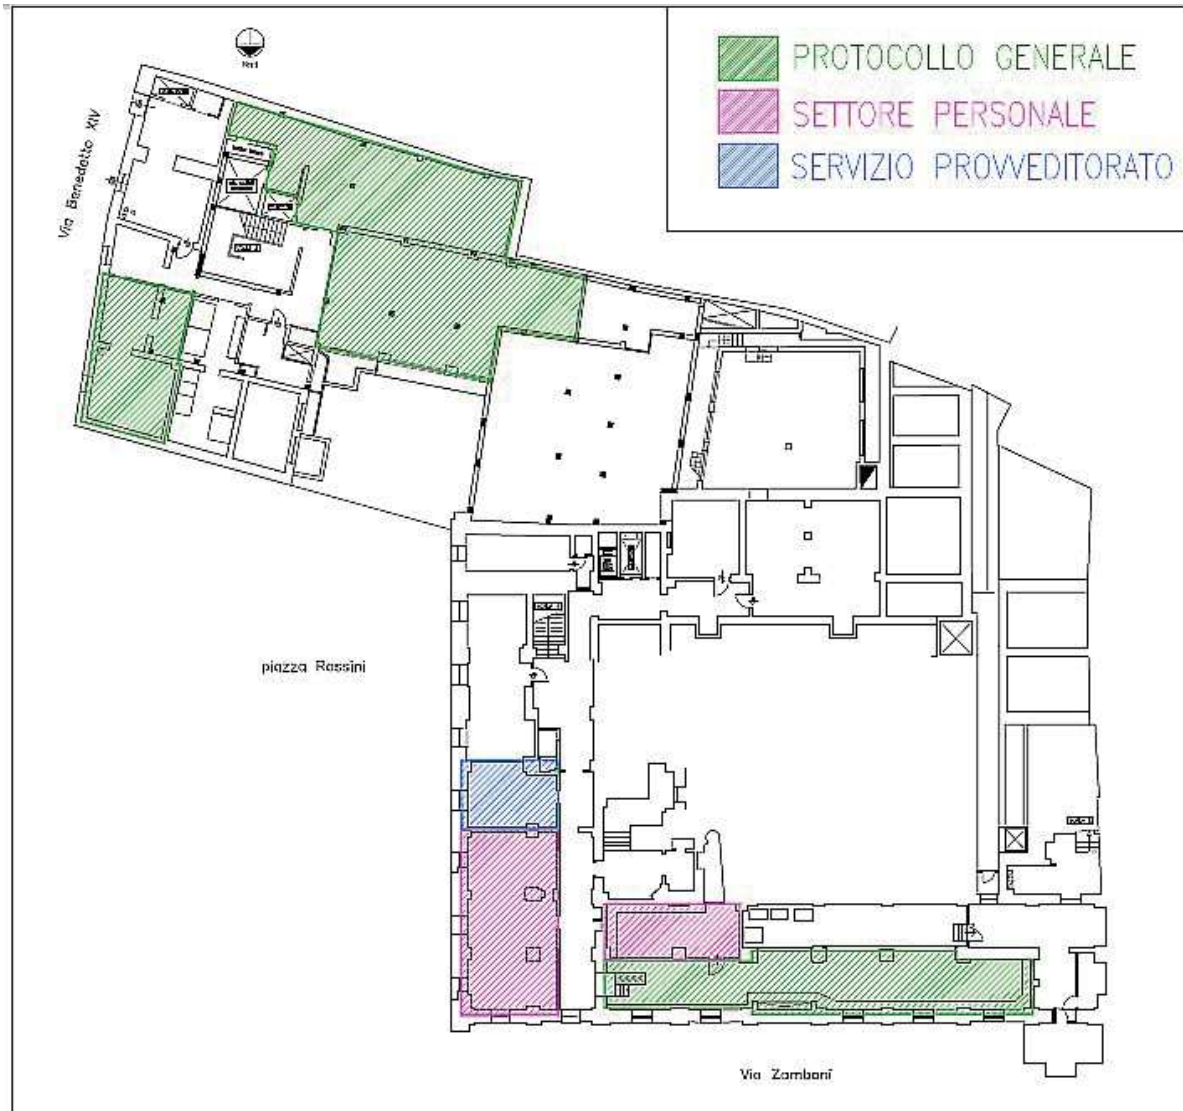 PROTOCOLLO GENERALE
SETTORE PERSONALE
SERVIZIO PROVVEDITORATO
Via Benedetto XIV
piazza Rossini
Via Zamboni